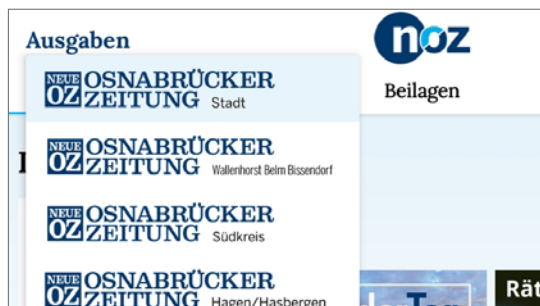 Ausgaben
noz
Beilagen
NEUE OZ OSNABRÜCKER ZEITUNG Stadt
NEUE OZ OSNABRÜCKER ZEITUNG Wallenhorst Belm Bissendorf
NEUE OZ OSNABRÜCKER ZEITUNG Südkreis
NEUE OZ OSNABRÜCKER ZEITUNG Hagen/Hasbergen
Tag
Rät